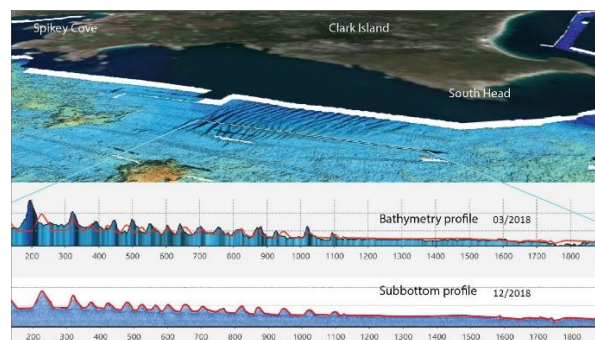 Spikey Cove
Clark Island
South Head
Bathymetry profile 03/2018
200 300 400 500 600 700 800 900 1000 1100 1200 1300 1400 1500 1600 1700 1800
Subbottom profile 12/2018
200 300 400 500 600 700 800 900 1000 1100 1200 1300 1400 1500 1600 1700 1800